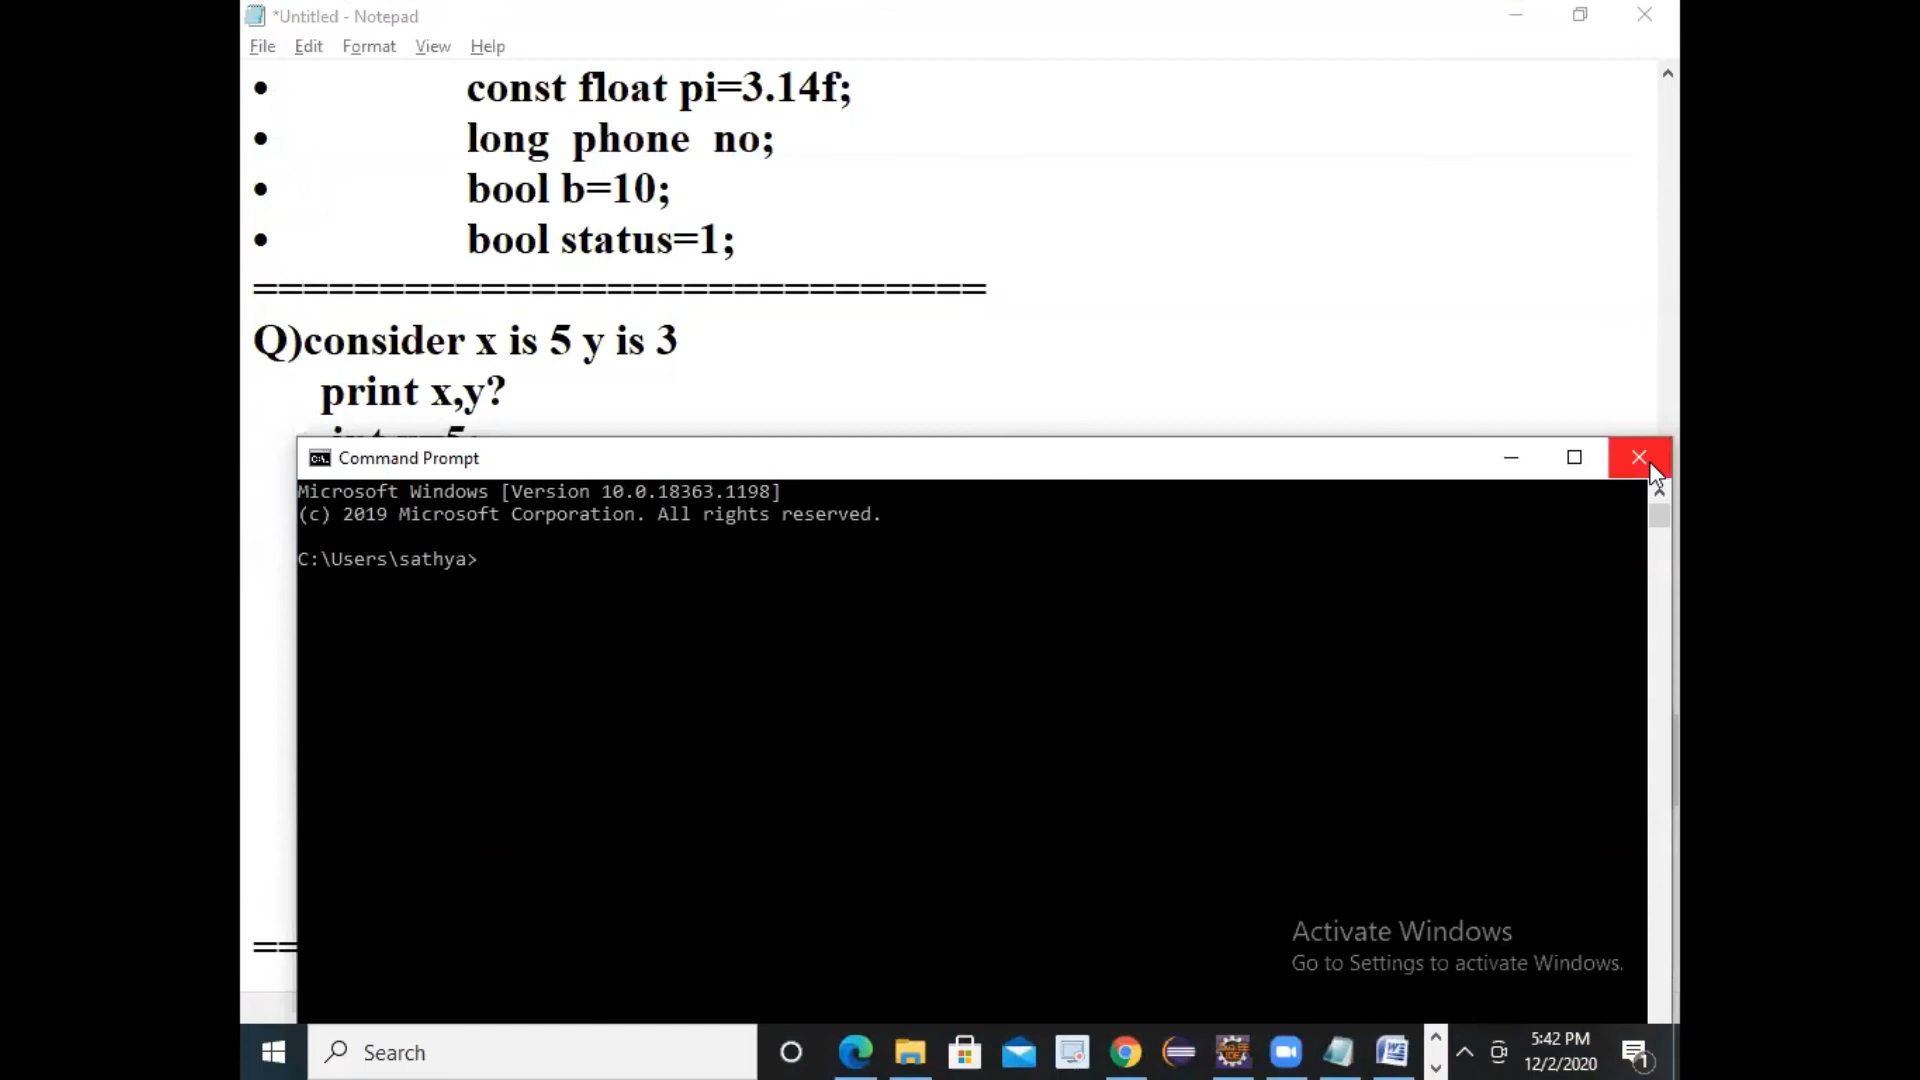 *Untitled - Notepad
File Edit Format View Help
• const float pi=3.14f;
• long phone no;
• bool b=10;
• bool status=1;
=============================
Q)consider x is 5 y is 3
print x,y?
Command Prompt
Microsoft Windows [Version 10.0.18363.1198]
(c) 2019 Microsoft Corporation. All rights reserved.
C:\Users\sathya>
Activate Windows
Go to Settings to activate Windows.
==
Search
5:42 PM
12/2/2020
1